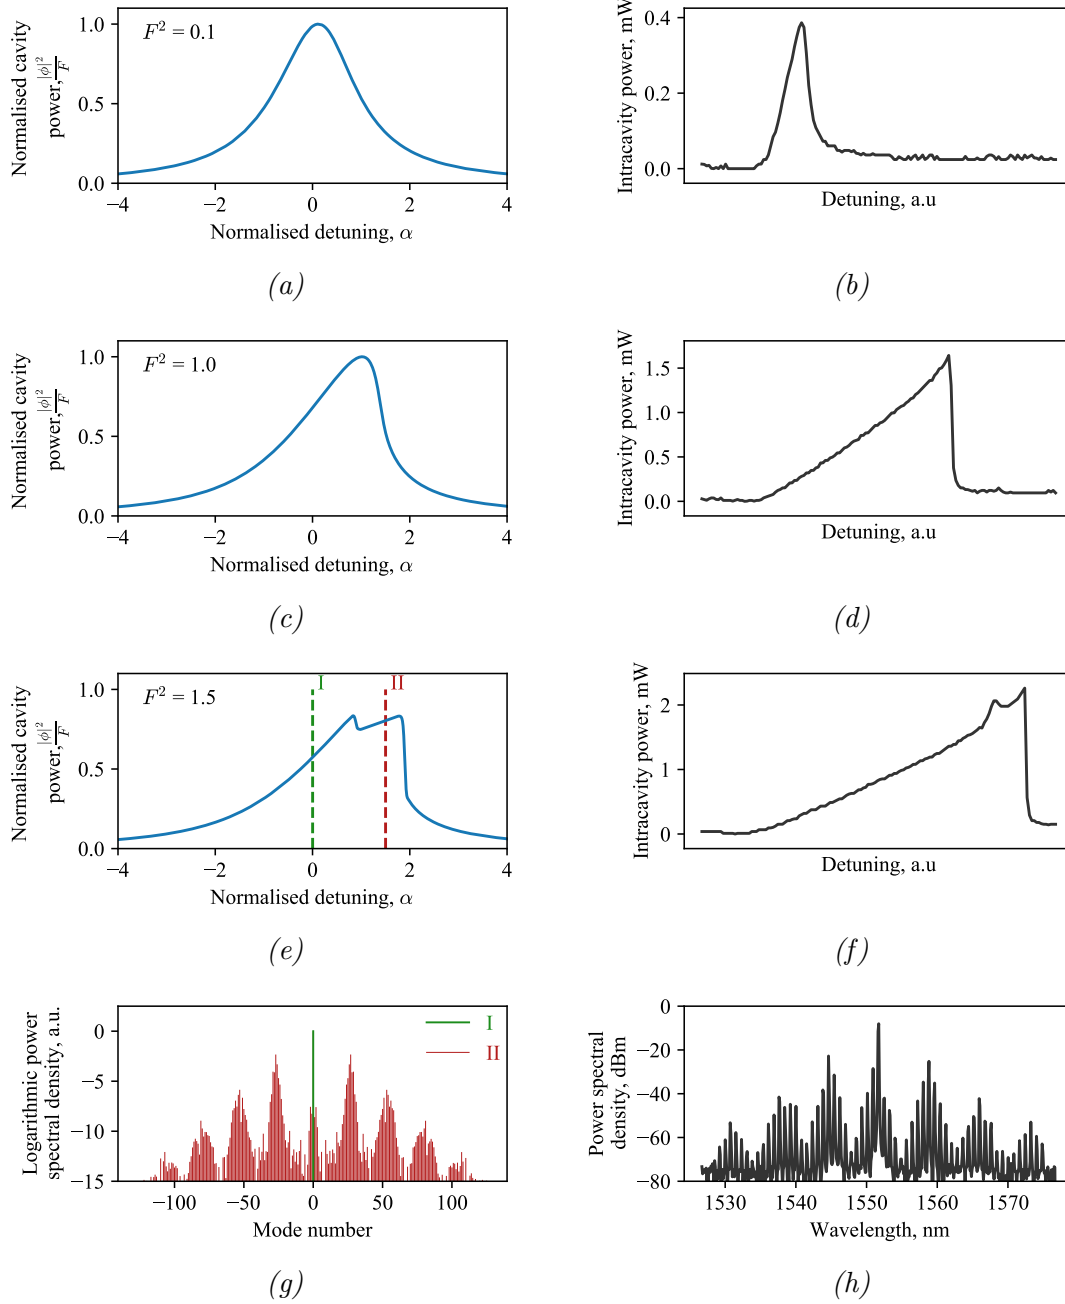 Normalised cavity
power, |ϕ|²/F
F² = 0.1
1.0
0.5
0.0
−4 −2 0 2 4
Normalised detuning, α
(a)
Intracavity power, mW
0.4
0.2
0.0
Detuning, a.u
(b)
Normalised cavity
power, |ϕ|²/F
F² = 1.0
1.0
0.5
0.0
−4 −2 0 2 4
Normalised detuning, α
(c)
Intracavity power, mW
1.5
1.0
0.5
0.0
Detuning, a.u
(d)
Normalised cavity
power, |ϕ|²/F
F² = 1.5
I II
1.0
0.5
0.0
−4 −2 0 2 4
Normalised detuning, α
(e)
Intracavity power, mW
2
1
0
Detuning, a.u
(f)
Logarithmic power
spectral density, a.u.
0
−5
−10
−15
I
II
−100 −50 0 50 100
Mode number
(g)
Power spectral
density, dBm
0
−20
−40
−60
−80
1530 1540 1550 1560 1570
Wavelength, nm
(h)